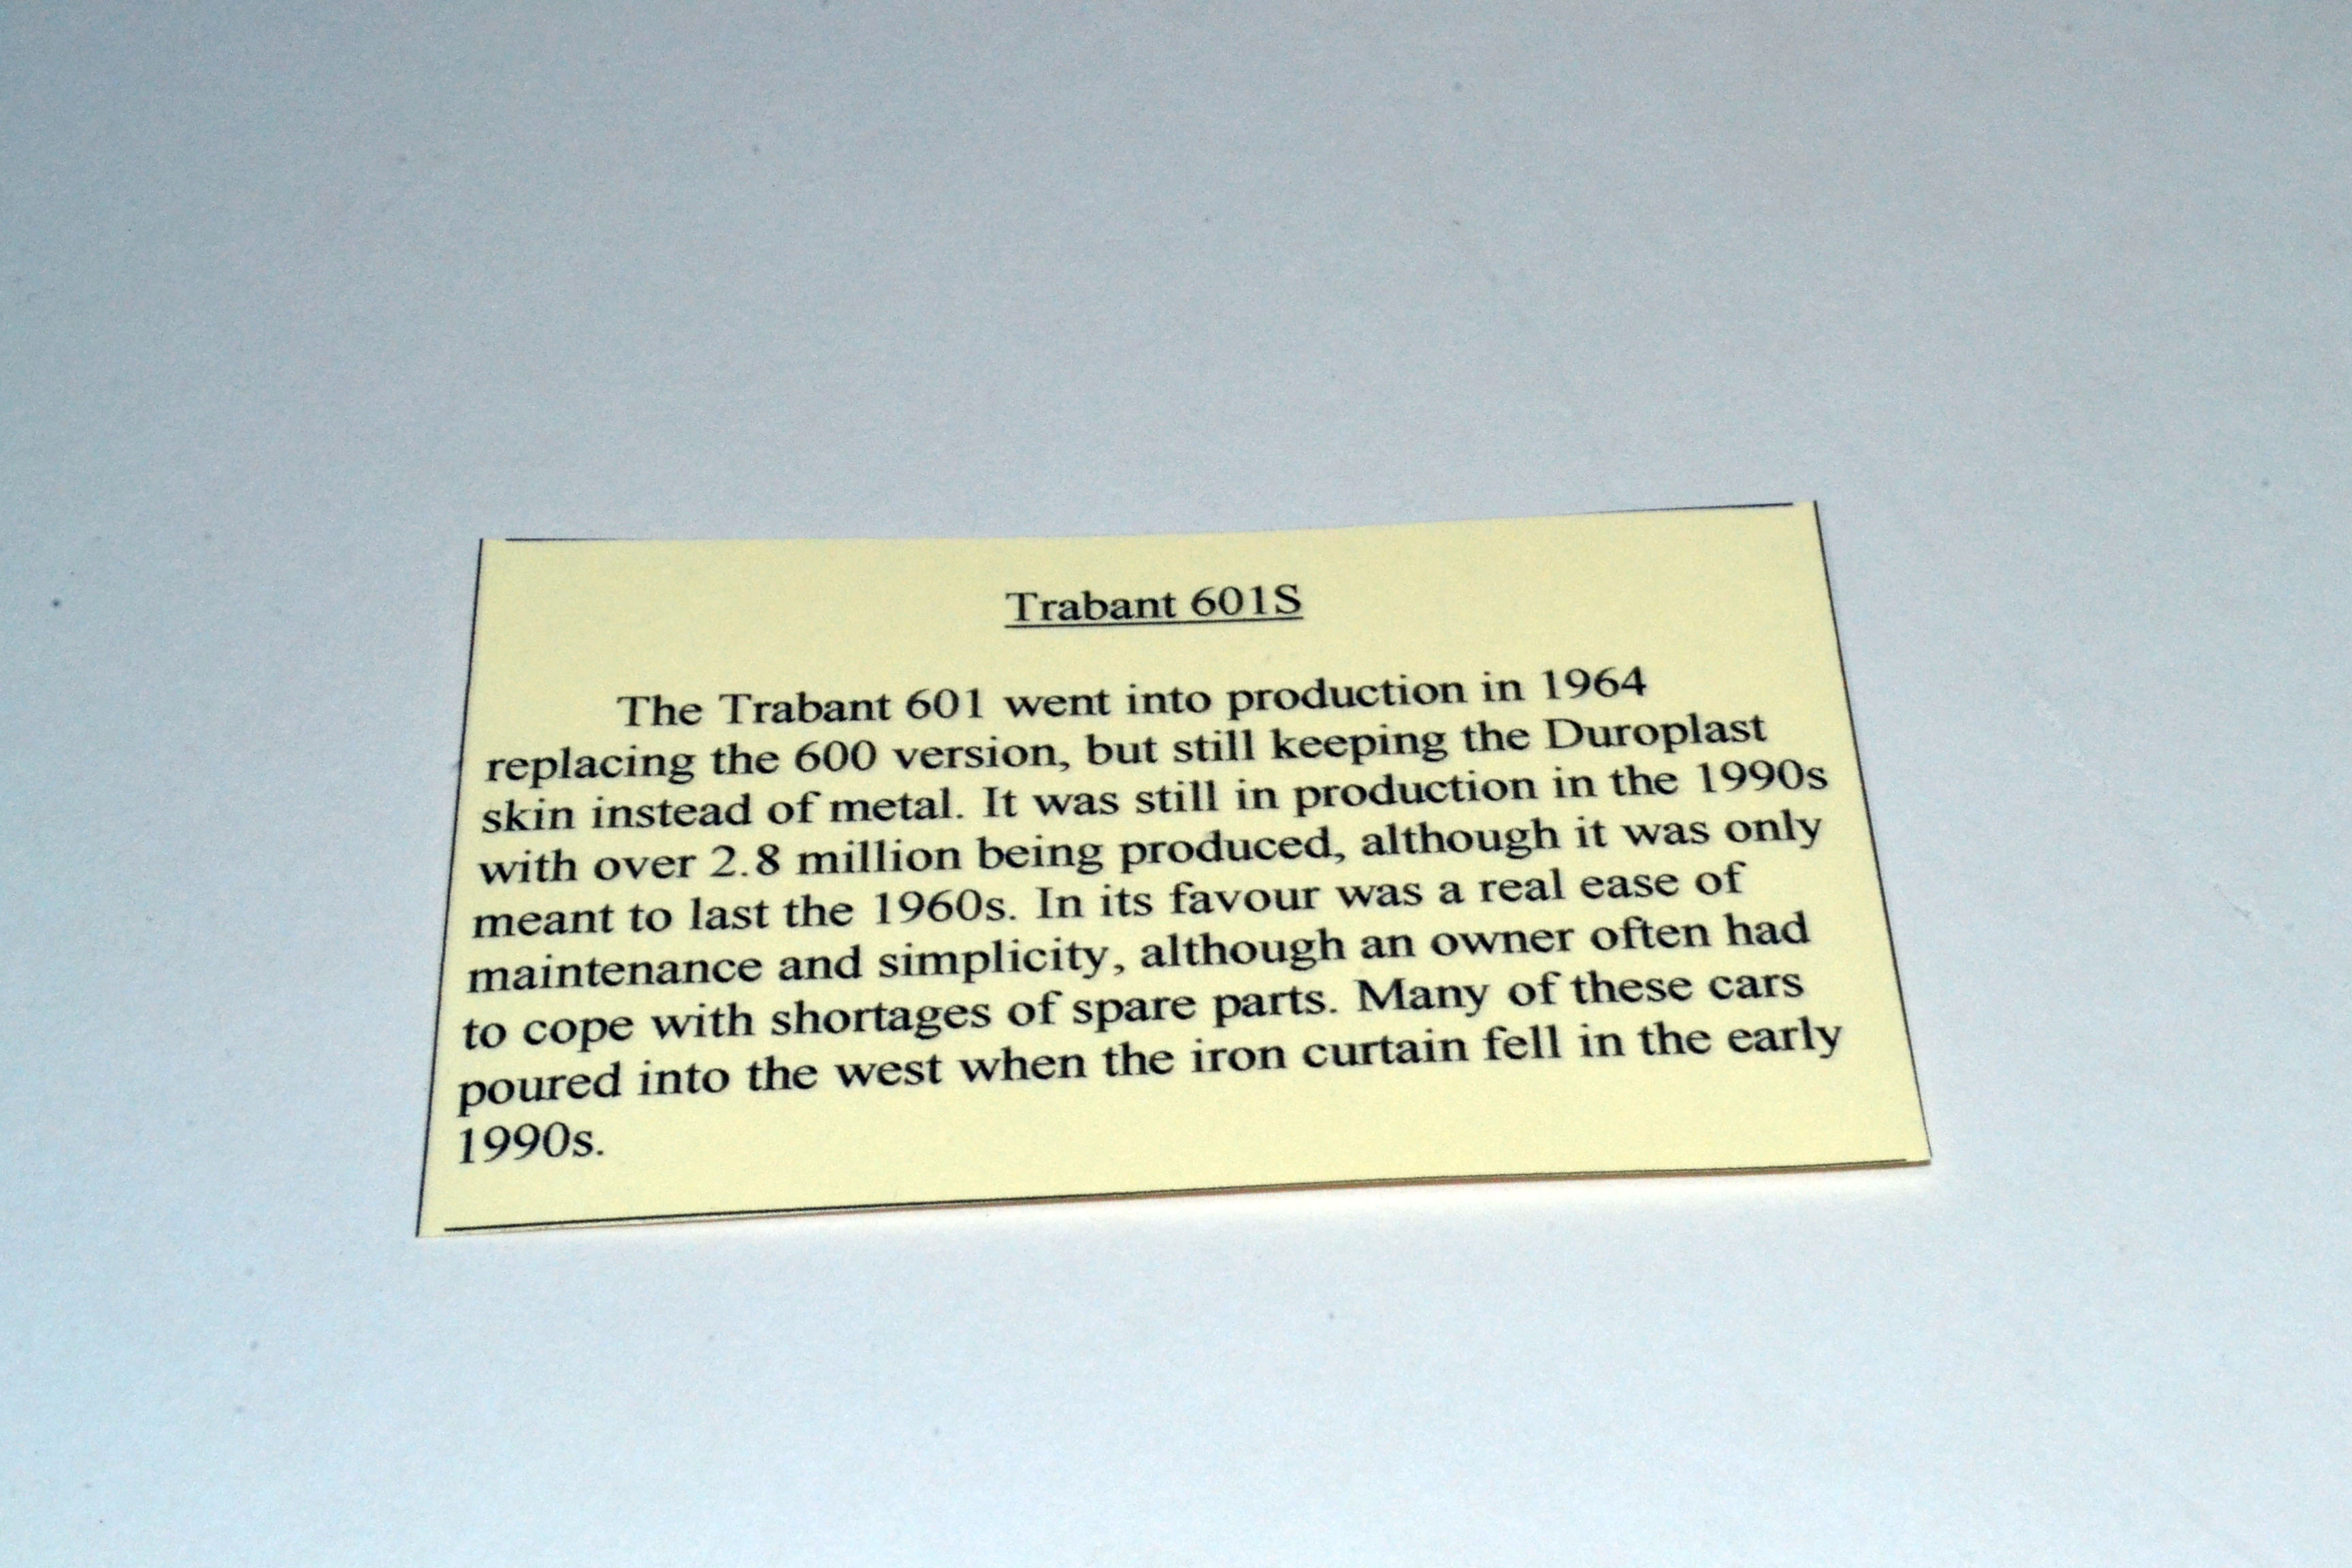 Trabant 601S
The Trabant 601 went into production in 1964
replacing the 600 version, but still keeping the Duroplast
skin instead of metal. It was still in production in the 1990s
with over 2.8 million being produced, although it was only
meant to last the 1960s. In its favour was a real ease of
maintenance and simplicity, although an owner often had
to cope with shortages of spare parts. Many of these cars
poured into the west when the iron curtain fell in the early
1990s.